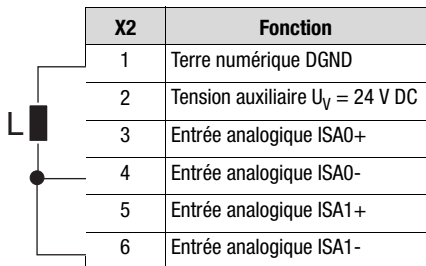 X2 Fonction
1 Terre numérique DGND
2 Tension auxiliaire UV = 24 V DC
3 Entrée analogique ISA0+
4 Entrée analogique ISA0-
5 Entrée analogique ISA1+
6 Entrée analogique ISA1-
L